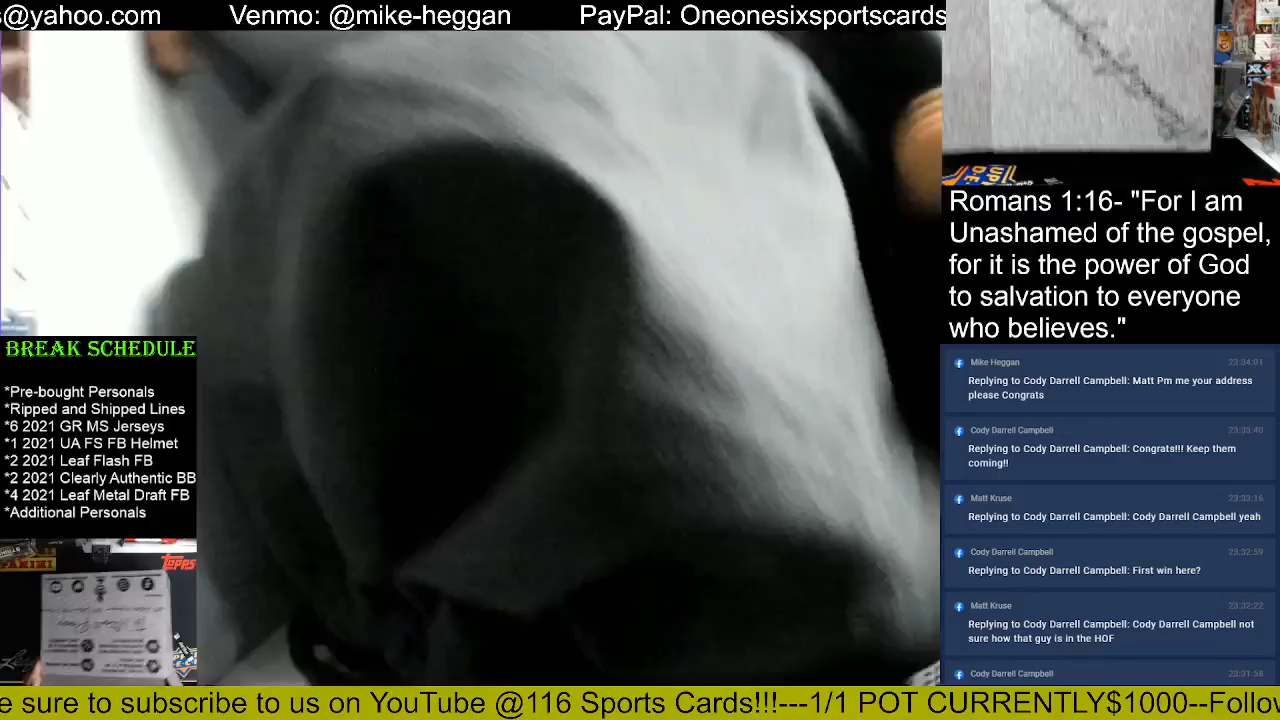 s@yahoo.com Venmo: @mike-heggan PayPal: Oneonesixsportscards
Romans 1:16- "For I am
Unashamed of the gospel,
for it is the power of God
to salvation to everyone
who believes."
BREAK SCHEDULE
*Pre-bought Personals
*Ripped and Shipped Lines
*6 2021 GR MS Jerseys
*1 2021 UA FS FB Helmet
*2 2021 Leaf Flash FB
*2 2021 Clearly Authentic BB
*4 2021 Leaf Metal Draft FB
*Additional Personals
Mike Heggan 23:34:01
Replying to Cody Darrell Campbell: Matt Pm me your address
please Congrats
Cody Darrell Campbell 23:33:40
Replying to Cody Darrell Campbell: Congrats!!! Keep them
coming!!
Matt Kruse 23:33:16
Replying to Cody Darrell Campbell: Cody Darrell Campbell yeah
Cody Darrell Campbell 23:32:59
Replying to Cody Darrell Campbell: First win here?
Matt Kruse 23:32:22
Replying to Cody Darrell Campbell: Cody Darrell Campbell not
sure how that guy is in the HOF
Cody Darrell Campbell 23:31:58
PANINI
topps
e sure to subscribe to us on YouTube @116 Sports Cards!!!---1/1 POT CURRENTLY$1000--Follow